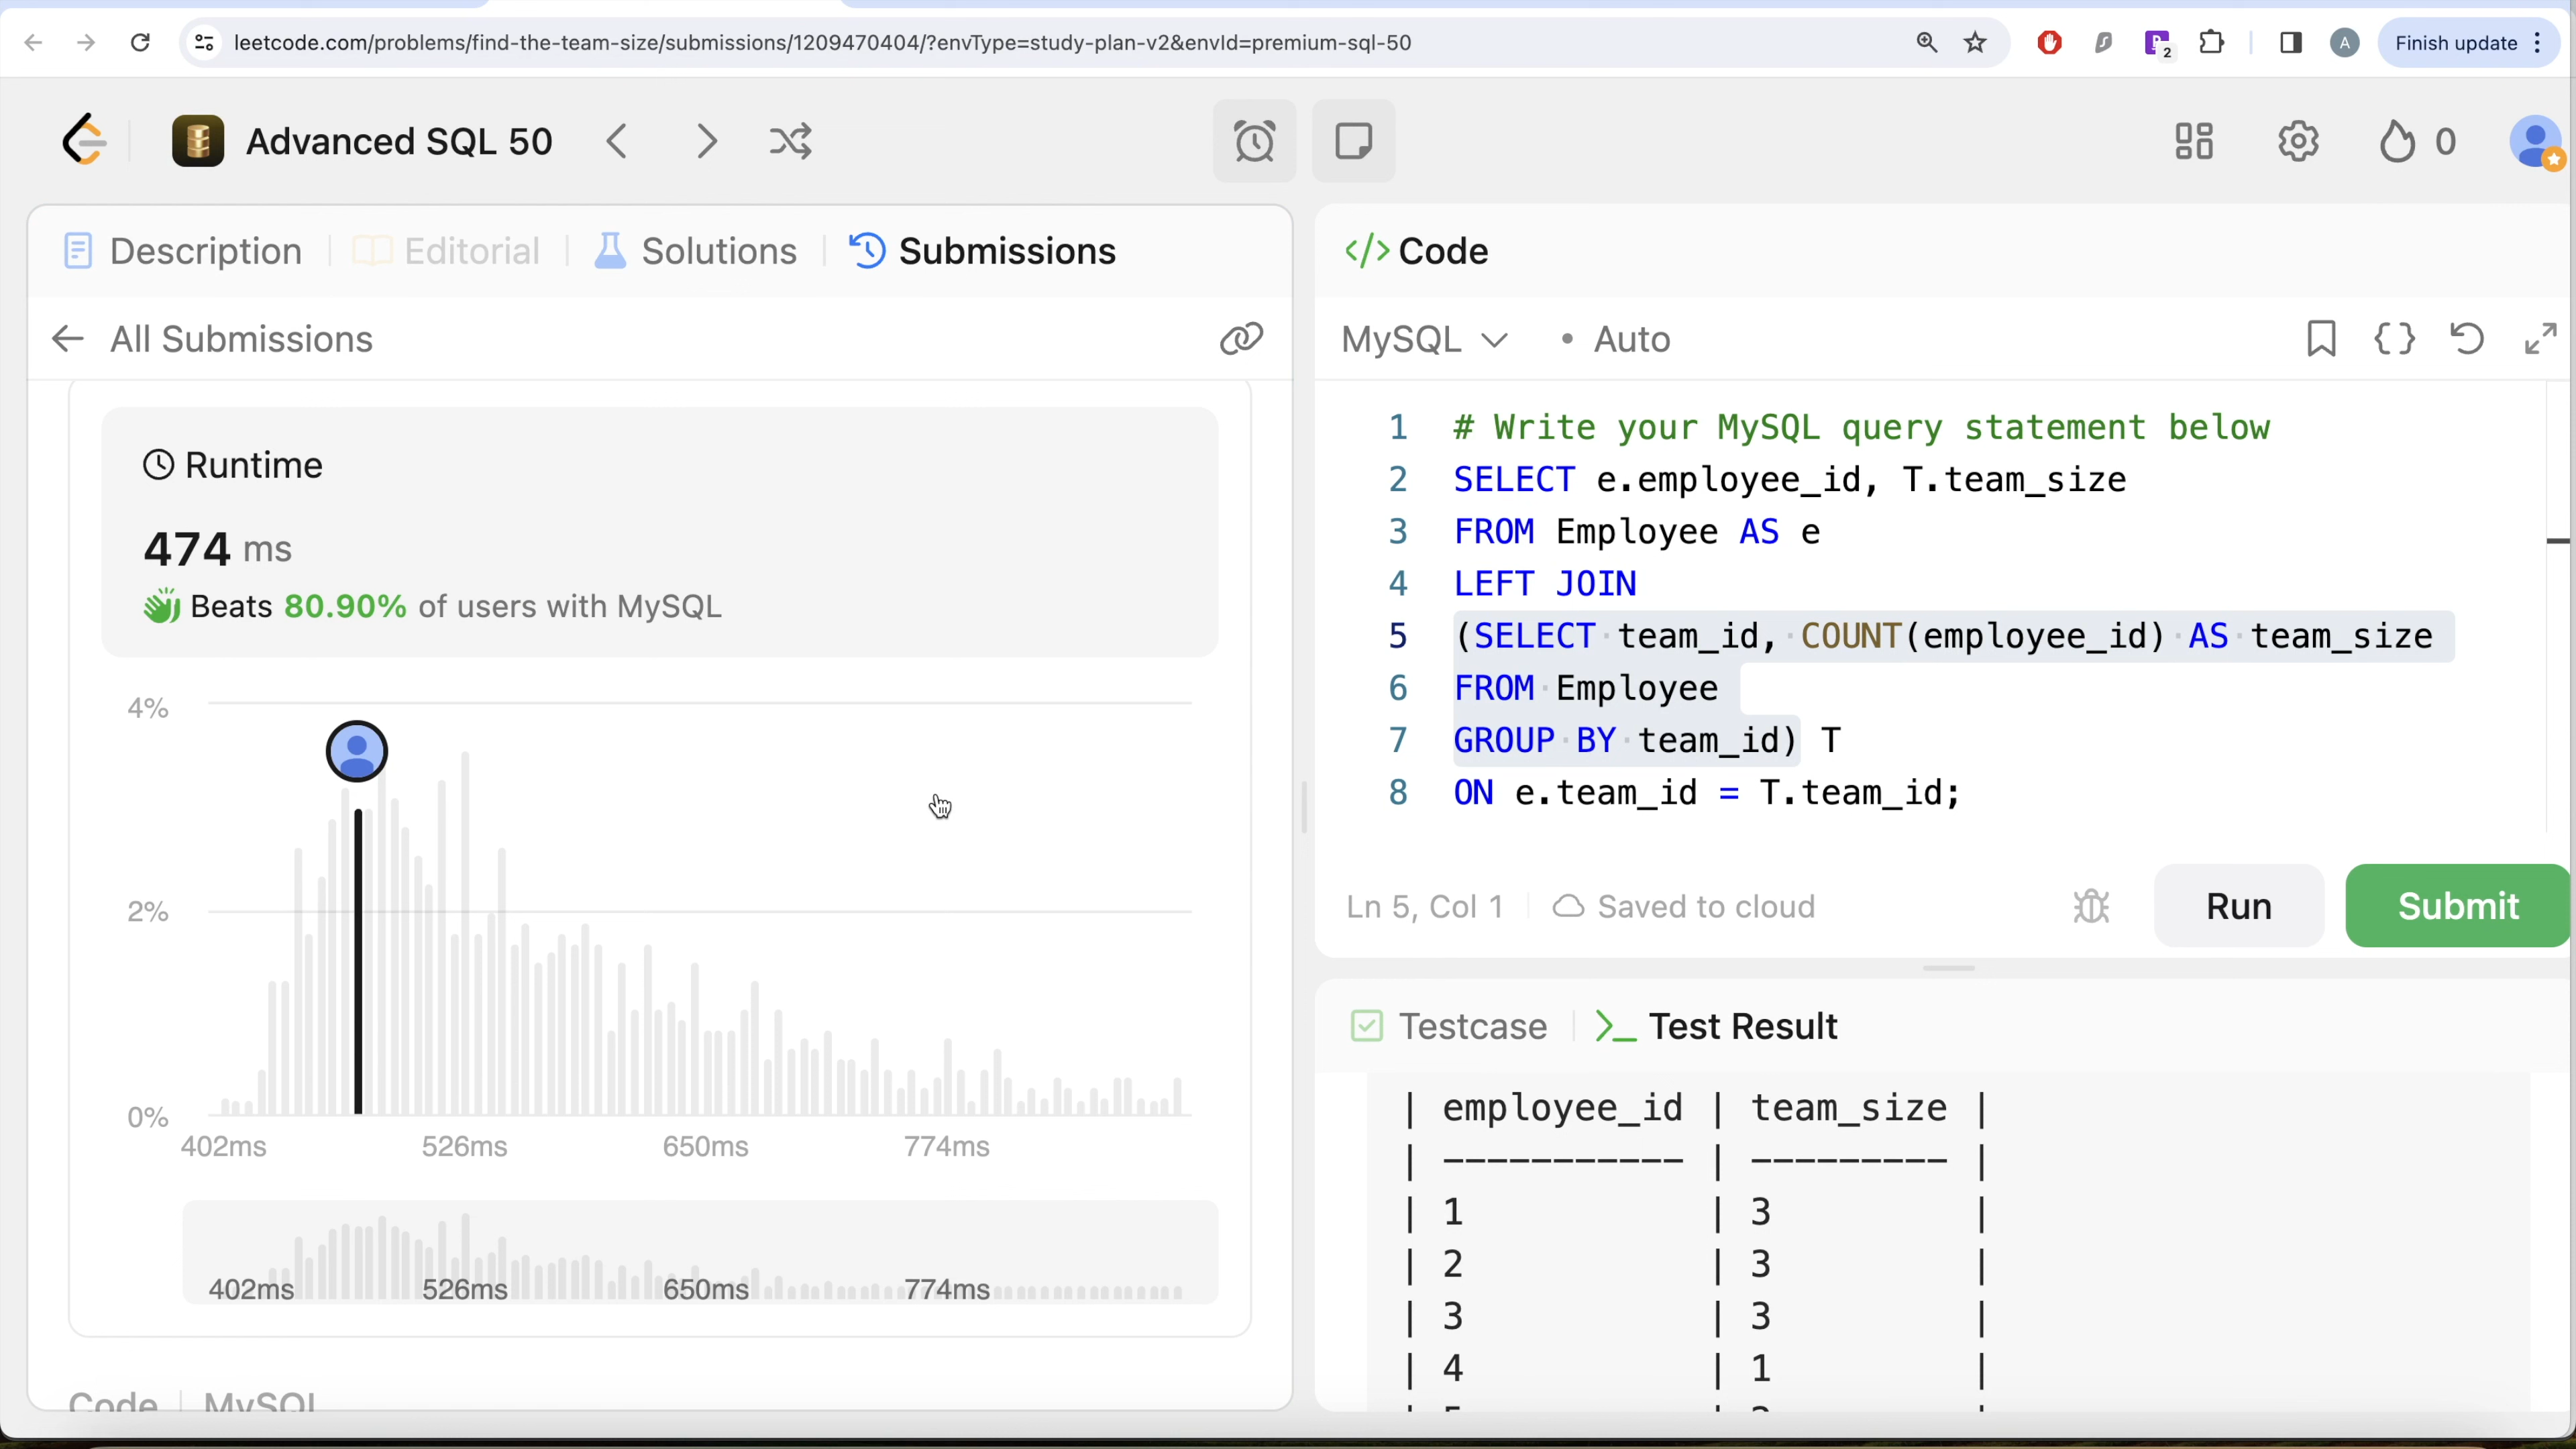 leetcode.com/problems/find-the-team-size/submissions/1209470404/?envType=study-plan-v2&envId=premium-sql-50
2
A
Finish update
Advanced SQL 50
0
Description
Editorial
Solutions
Submissions
All Submissions
Runtime
474 ms
Beats 80.90% of users with MySQL
4%
2%
0%
402ms 526ms 650ms 774ms
402ms 526ms 650ms 774ms
Code | MySQL
</> Code
MySQL • Auto
1 # Write your MySQL query statement below
2 SELECT e.employee_id, T.team_size
3 FROM Employee AS e
4 LEFT JOIN
5 (SELECT team_id, COUNT(employee_id) AS team_size
6 FROM Employee
7 GROUP BY team_id) T
8 ON e.team_id = T.team_id;
Ln 5, Col 1
Saved to cloud
Run
Submit
Testcase
>_ Test Result
| employee_id | team_size |
| ----------- | --------- |
| 1 | 3 |
| 2 | 3 |
| 3 | 3 |
| 4 | 1 |